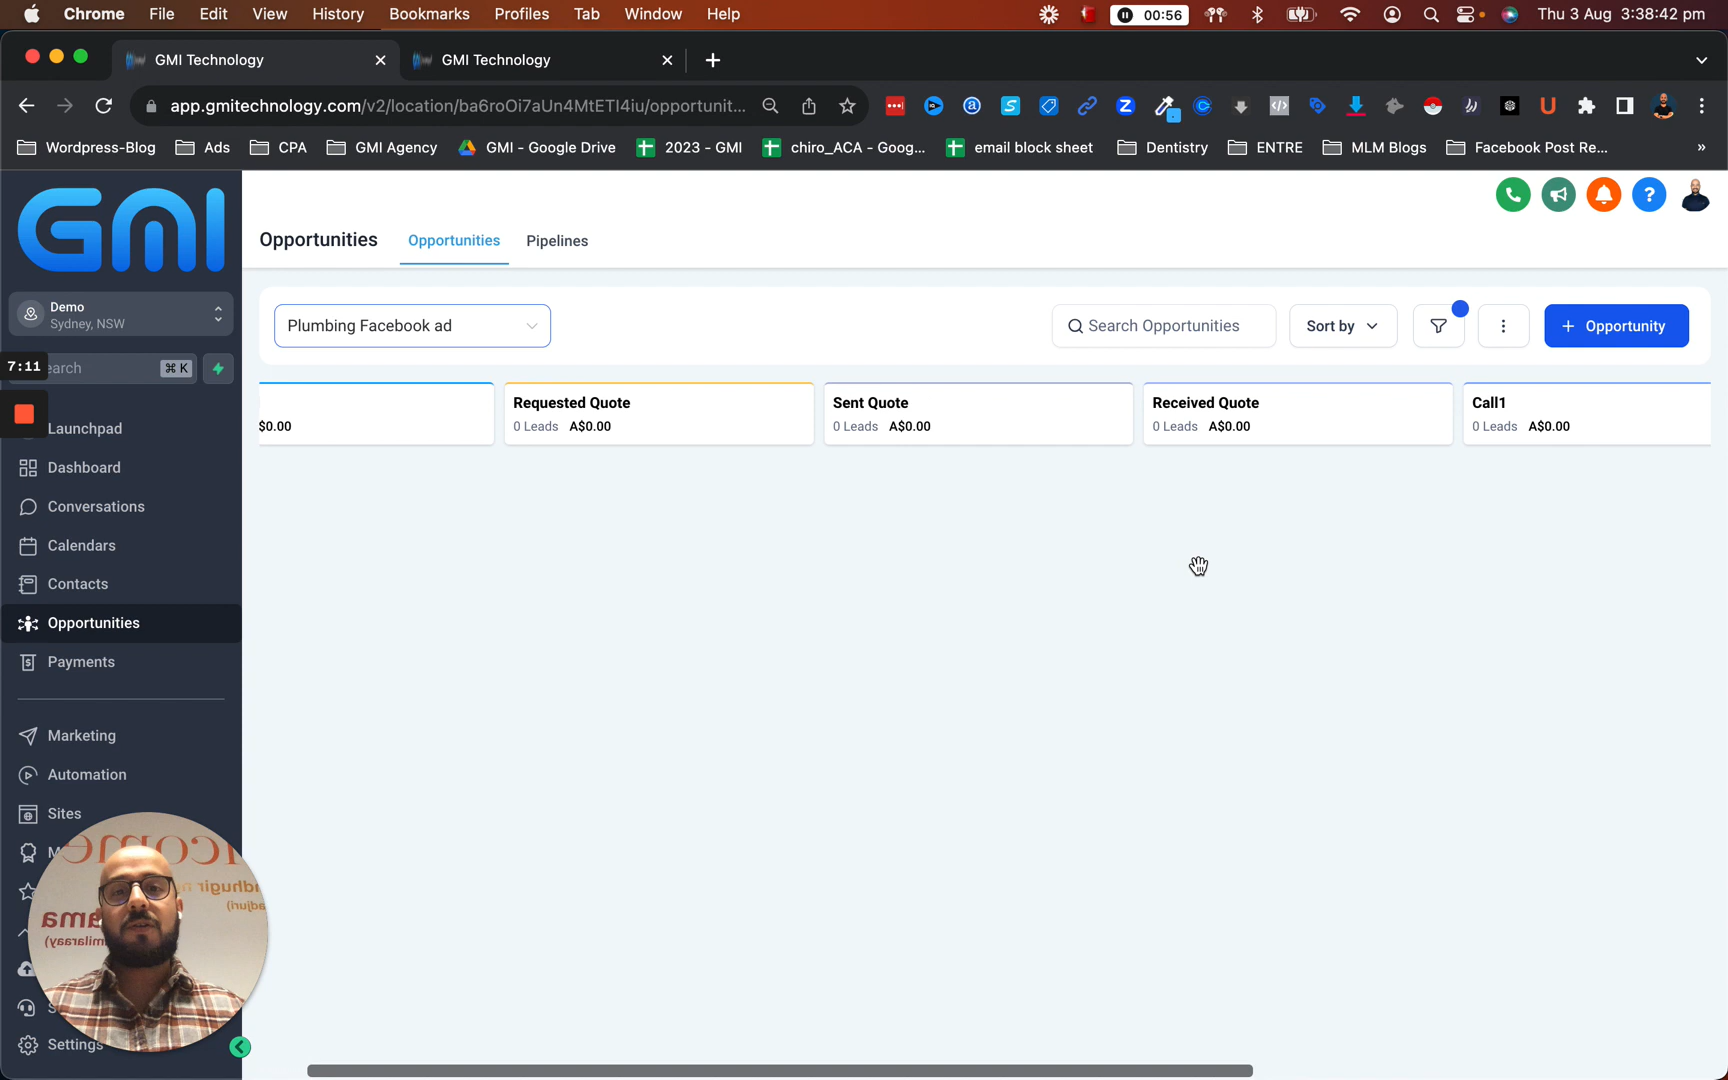 Chrome File Edit View History Bookmarks Profiles Tab Window Help 00:56 Thu 3 Aug 3:38:42 pm
GMI Technology GMI Technology
app.gmitechnology.com/v2/location/ba6roOi7aUn4MtETI4iu/opportunit...
Wordpress-Blog Ads CPA GMI Agency GMI - Google Drive 2023 - GMI chiro_ACA - Goog... email block sheet Dentistry ENTRE MLM Blogs Facebook Post Re... »
GMI
Opportunities Opportunities Pipelines
Demo
Sydney, NSW
Plumbing Facebook ad Search Opportunities Sort by + Opportunity
7:11
earch ⌘ K
Requested Quote Sent Quote Received Quote Call1
$0.00 0 Leads A$0.00 0 Leads A$0.00 0 Leads A$0.00 0 Leads A$0.00
Launchpad
Dashboard
Conversations
Calendars
Contacts
Opportunities
Payments
Marketing
Automation
Sites
M
Settings